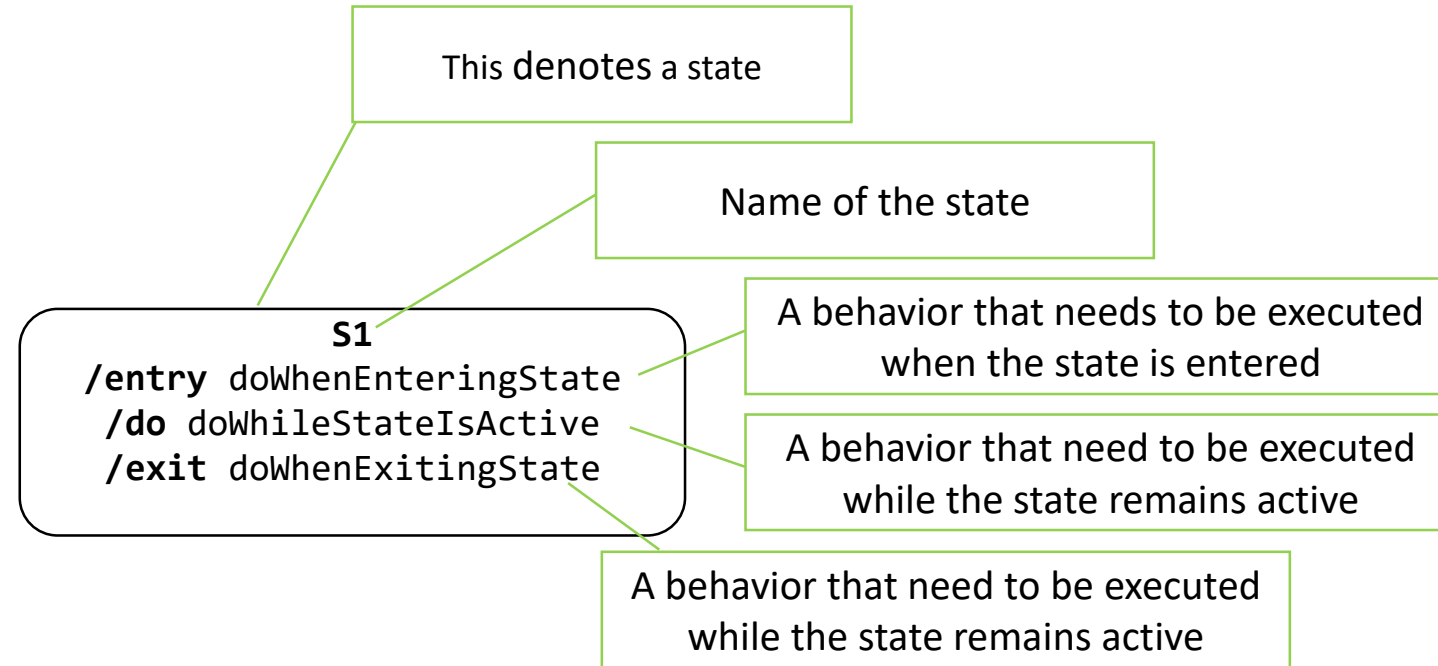 This denotes a state
Name of the state
S1
/entry doWhenEnteringState
/do doWhileStateIsActive
/exit doWhenExitingState
A behavior that needs to be executed
when the state is entered
A behavior that need to be executed
while the state remains active
A behavior that need to be executed
while the state remains active